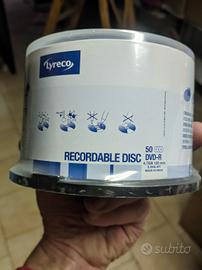 Lyreco
RECORDABLE DISC
50
DVD-R
4.7GB 120 min
subito